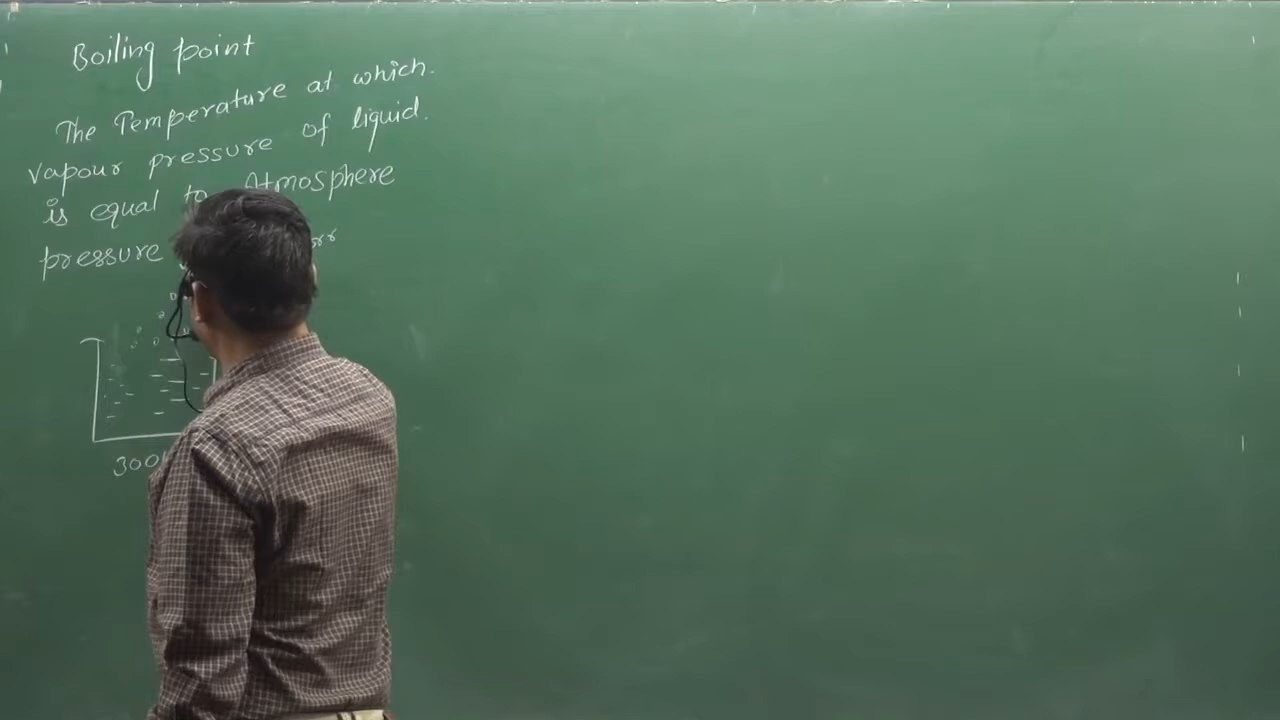 Boiling point
The Temperature at which
vapour pressure of liquid.
is equal to Atmosphere
pressure
300